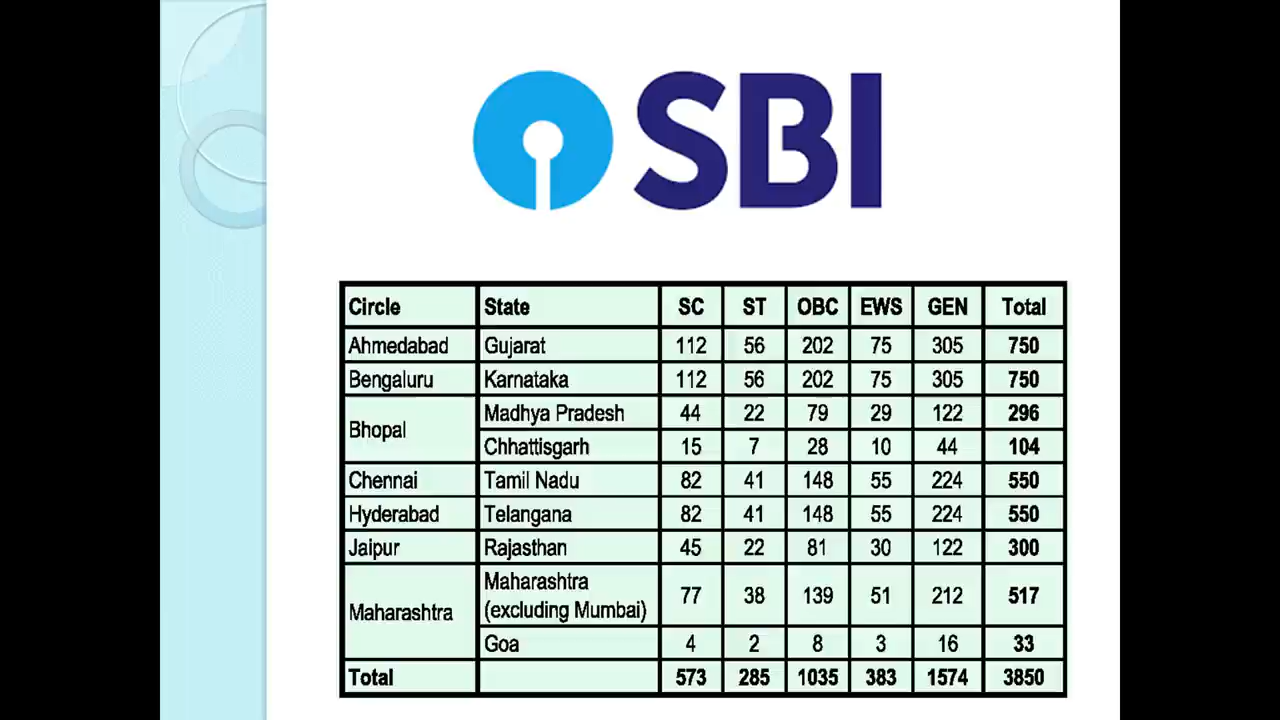 SBI
Circle State SC ST OBC EWS GEN Total
Ahmedabad Gujarat 112 56 202 75 305 750
Bengaluru Karnataka 112 56 202 75 305 750
Bhopal Madhya Pradesh 44 22 79 29 122 296
Chhattisgarh 15 7 28 10 44 104
Chennai Tamil Nadu 82 41 148 55 224 550
Hyderabad Telangana 82 41 148 55 224 550
Jaipur Rajasthan 45 22 81 30 122 300
Maharashtra Maharashtra
(excluding Mumbai) 77 38 139 51 212 517
Goa 4 2 8 3 16 33
Total 573 285 1035 383 1574 3850